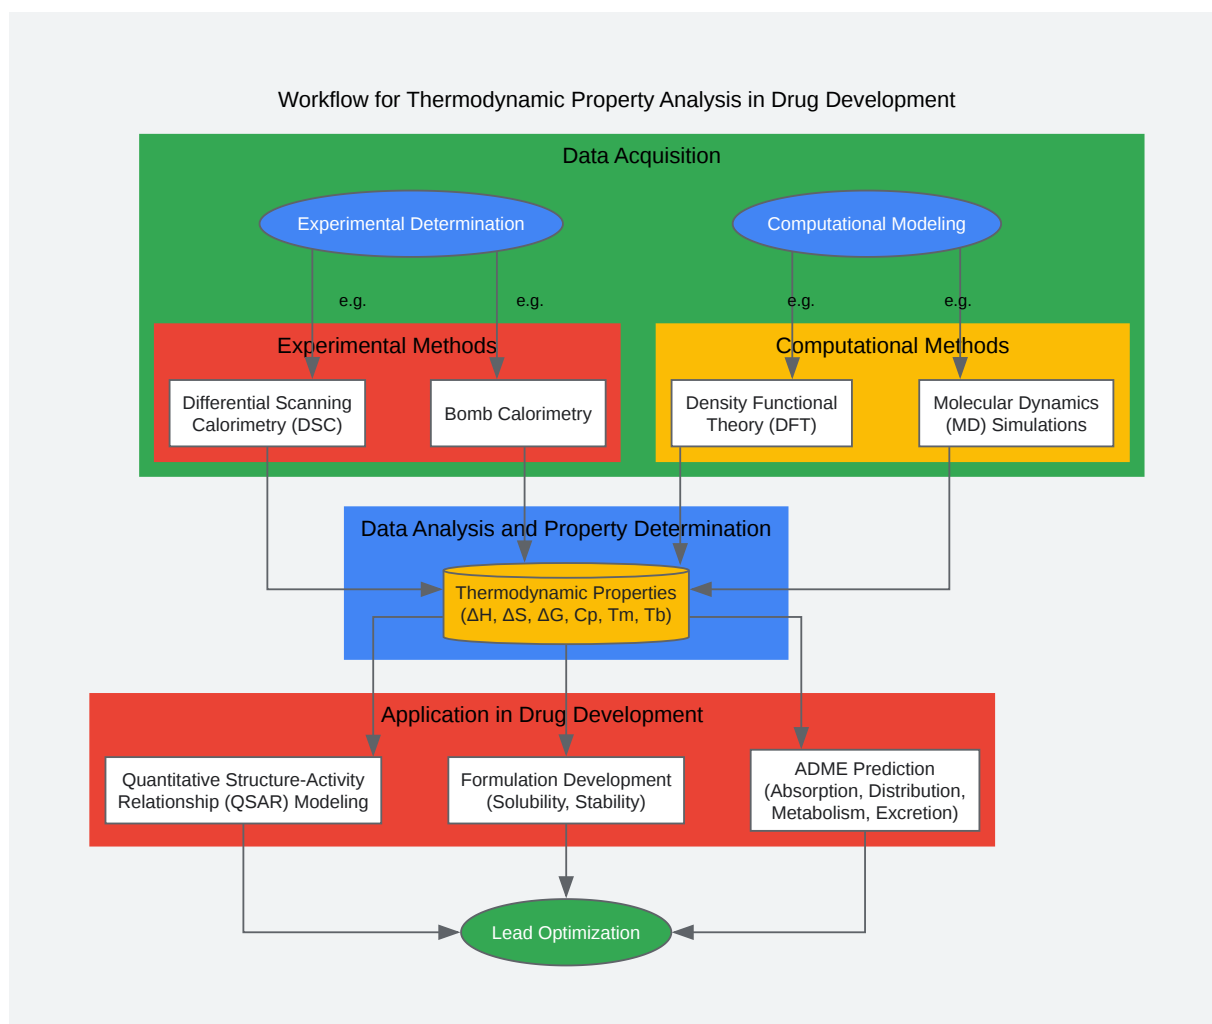 Workflow for Thermodynamic Property Analysis in Drug Development
Data Acquisition
Experimental Determination
Computational Modeling
e.g.
e.g.
e.g.
e.g.
Experimental Methods
Computational Methods
Differential Scanning
Calorimetry (DSC)
Bomb Calorimetry
Density Functional
Theory (DFT)
Molecular Dynamics
(MD) Simulations
Data Analysis and Property Determination
Thermodynamic Properties
(ΔH, ΔS, ΔG, Cp, Tm, Tb)
Application in Drug Development
Quantitative Structure-Activity
Relationship (QSAR) Modeling
Formulation Development
(Solubility, Stability)
ADME Prediction
(Absorption, Distribution,
Metabolism, Excretion)
Lead Optimization